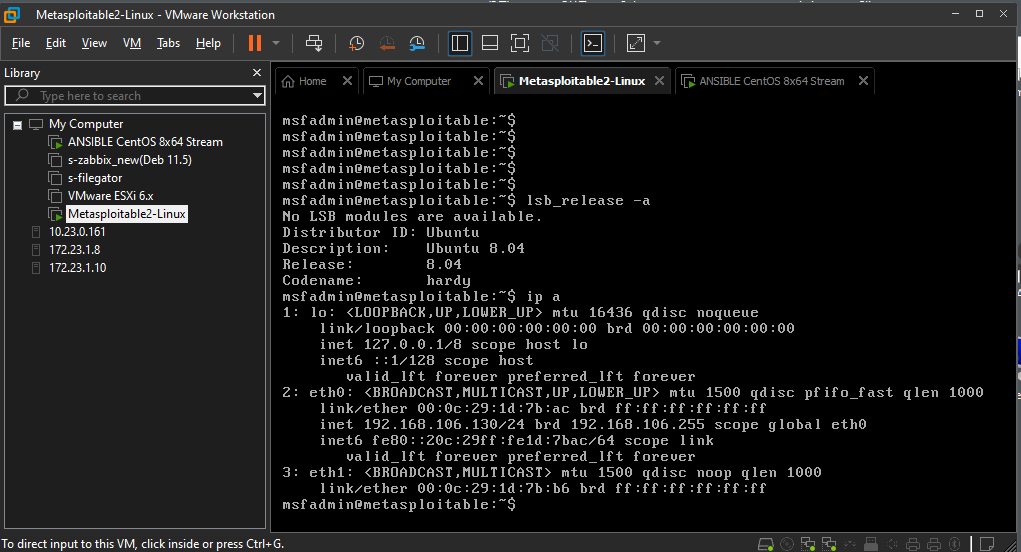 Metasploitable2-Linux - VMware Workstation
File Edit View VM Tabs Help
Library
Type here to search
My Computer
ANSIBLE CentOS 8x64 Stream
s-zabbix_new(Deb 11.5)
s-filegator
VMware ESXi 6.x
Metasploitable2-Linux
10.23.0.161
172.23.1.8
172.23.1.10
Home My Computer Metasploitable2-Linux ANSIBLE CentOS 8x64 Stream
msfadmin@metasploitable:~$
msfadmin@metasploitable:~$
msfadmin@metasploitable:~$
msfadmin@metasploitable:~$
msfadmin@metasploitable:~$
msfadmin@metasploitable:~$ lsb_release -a
No LSB modules are available.
Distributor ID: Ubuntu
Description:    Ubuntu 8.04
Release:        8.04
Codename:       hardy
msfadmin@metasploitable:~$ ip a
1: lo: <LOOPBACK,UP,LOWER_UP> mtu 16436 qdisc noqueue
    link/loopback 00:00:00:00:00:00 brd 00:00:00:00:00:00
    inet 127.0.0.1/8 scope host lo
    inet6 ::1/128 scope host
       valid_lft forever preferred_lft forever
2: eth0: <BROADCAST,MULTICAST,UP,LOWER_UP> mtu 1500 qdisc pfifo_fast qlen 1000
    link/ether 00:0c:29:1d:7b:ac brd ff:ff:ff:ff:ff:ff
    inet 192.168.106.130/24 brd 192.168.106.255 scope global eth0
    inet6 fe80::20c:29ff:fe1d:7bac/64 scope link
       valid_lft forever preferred_lft forever
3: eth1: <BROADCAST,MULTICAST> mtu 1500 qdisc noop qlen 1000
    link/ether 00:0c:29:1d:7b:b6 brd ff:ff:ff:ff:ff:ff
msfadmin@metasploitable:~$
To direct input to this VM, click inside or press Ctrl+G.